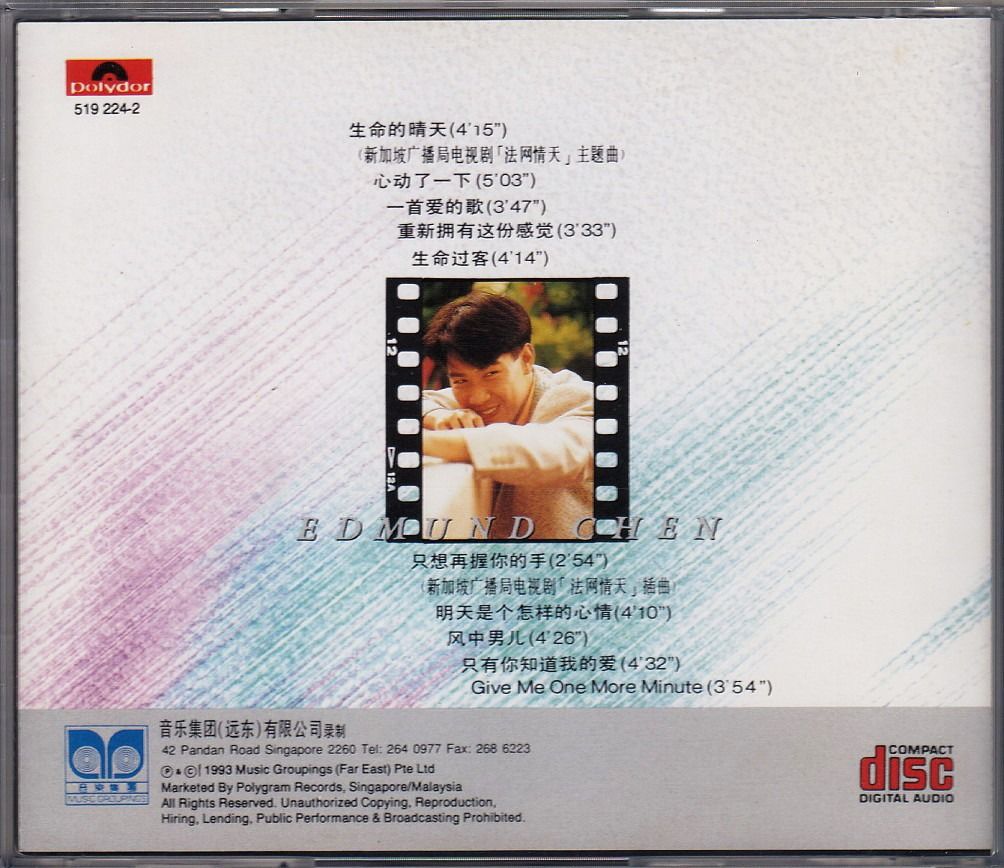 polydor
519 224-2
生命的晴天(4'15")
(新加坡广播局电视剧「法网情天」主题曲)
心动了一下(5'03")
一首爱的歌(3'47")
重新拥有这份感觉(3'33")
生命过客(4'14")
12
12
12A
EDMUND CHEN
只想再握你的手(2'54")
(新加坡广播局电视剧「法网情天」插曲)
明天是个怎样的心情(4'10")
风中男儿(4'26")
只有你知道我的爱(4'32")
Give Me One More Minute(3'54")
音乐集团(远东)有限公司录制
42 Pandan Road Singapore 2260 Tel: 264 0977 Fax: 268 6223
Ⓟ & Ⓒ 1993 Music Groupings (Far East) Pte Ltd
Marketed By Polygram Records, Singapore/Malaysia
All Rights Reserved. Unauthorized Copying, Reproduction,
Hiring, Lending, Public Performance & Broadcasting Prohibited.
MUSIC GROUPINGS
COMPACT
disc
DIGITAL AUDIO